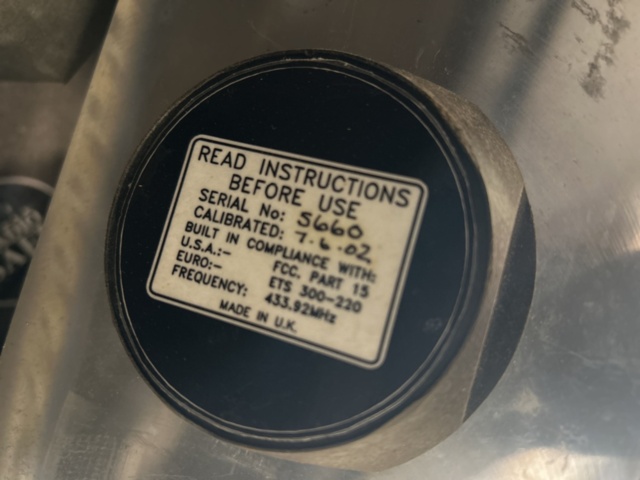 READ INSTRUCTIONS
BEFORE USE
SERIAL No: 5660
CALIBRATED: 7.6.02
BUILT IN COMPLIANCE WITH:
U.S.A.:- FCC. PART 15
EURO:- ETS 300-220
FREQUENCY: 433.92MHz
MADE IN U.K.